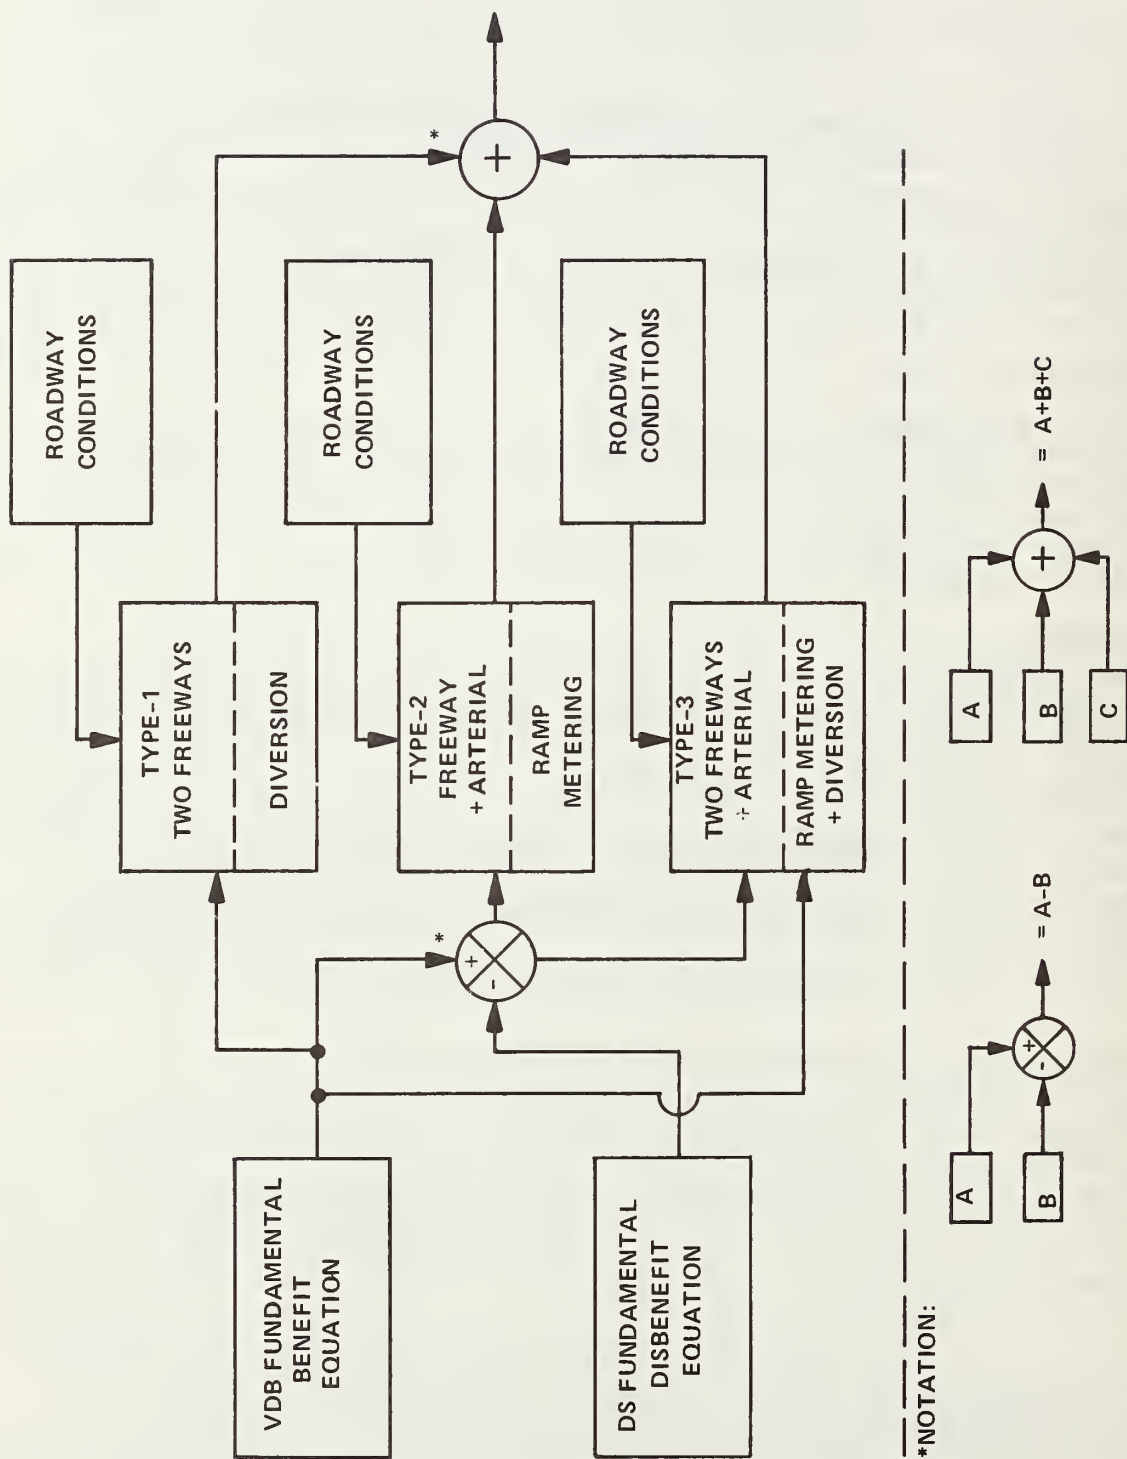 VDB FUNDAMENTAL
BENEFIT
EQUATION
DS FUNDAMENTAL
DISBENEFIT
EQUATION
*
+
-
TYPE-1
TWO FREEWAYS
DIVERSION
TYPE-2
FREEWAY
+ ARTERIAL
RAMP
METERING
TYPE-3
TWO FREEWAYS
+ ARTERIAL
RAMP METERING
+ DIVERSION
ROADWAY
CONDITIONS
ROADWAY
CONDITIONS
ROADWAY
CONDITIONS
*
+
*NOTATION:
A
B
+
-
= A-B
A
B
C
+
= A+B+C